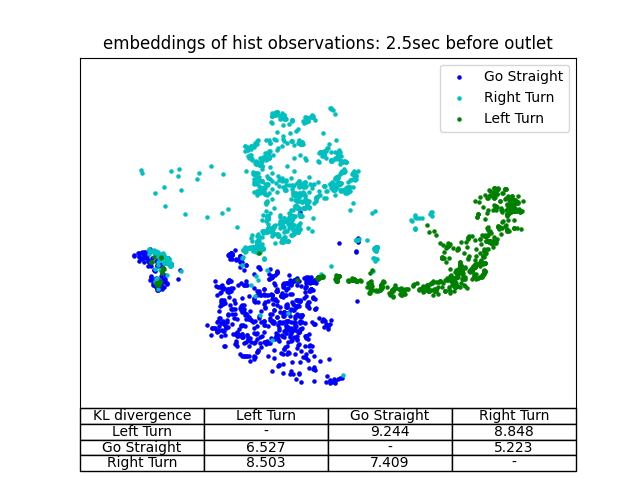 embeddings of hist observations: 2.5sec before outlet
Go Straight
Right Turn
Left Turn
KL divergence Left Turn Go Straight Right Turn
Left Turn - 9.244 8.848
Go Straight 6.527 - 5.223
Right Turn 8.503 7.409 -